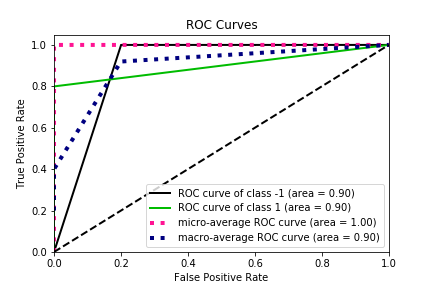 ROC Curves
True Positive Rate
1.0
0.8
0.6
0.4
0.2
0.0
ROC curve of class -1 (area = 0.90)
ROC curve of class 1 (area = 0.90)
micro-average ROC curve (area = 1.00)
macro-average ROC curve (area = 0.90)
0.0 0.2 0.4 0.6 0.8 1.0
False Positive Rate